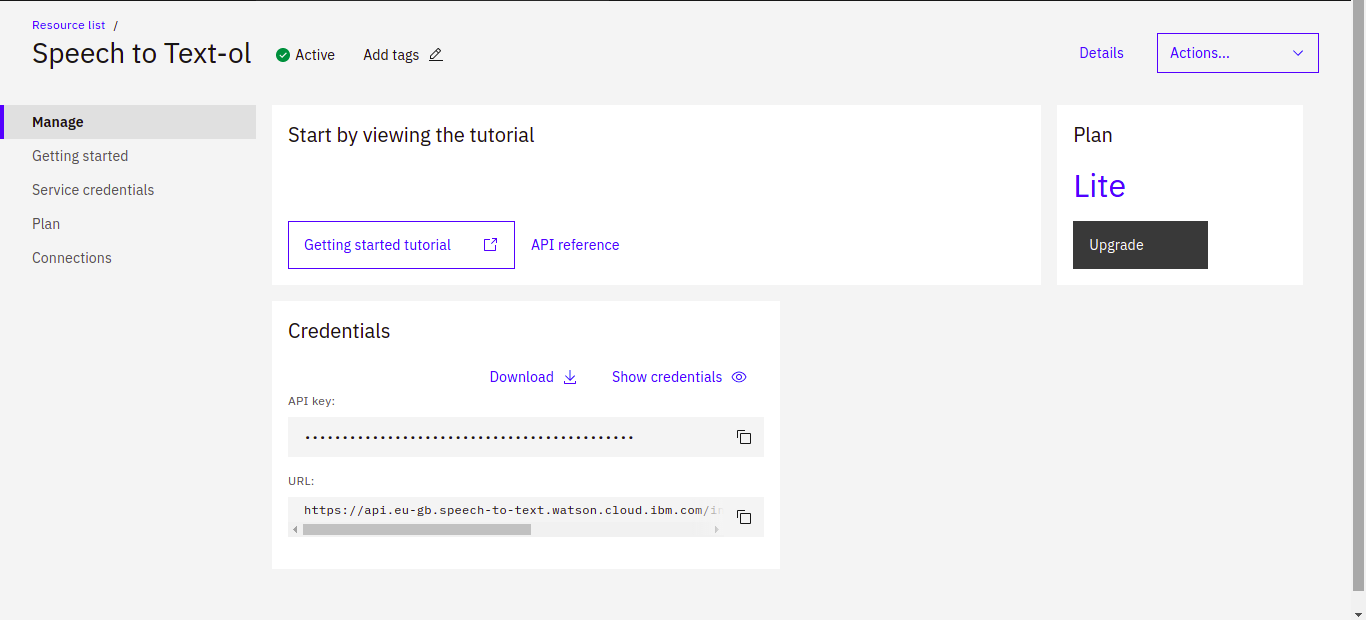 Resource list /
Speech to Text-ol
Active
Add tags
Details
Actions...
Manage
Getting started
Service credentials
Plan
Connections
Start by viewing the tutorial
Getting started tutorial
API reference
Plan
Lite
Upgrade
Credentials
Download
Show credentials
API key:
••••••••••••••••••••••••••••••••••••••••••••
URL:
https://api.eu-gb.speech-to-text.watson.cloud.ibm.com/in